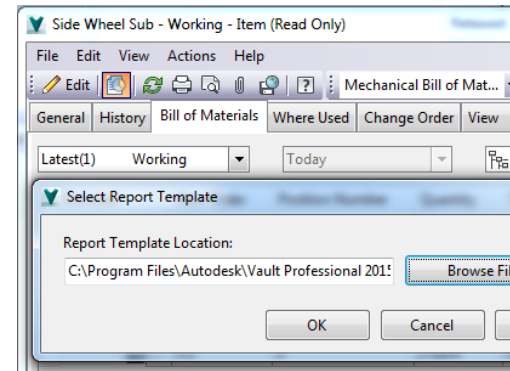 Side Wheel Sub - Working - Item (Read Only)
File Edit View Actions Help
Edit Mechanical Bill of Mat...
General History Bill of Materials Where Used Change Order View
Latest(1) Working Today
Select Report Template
Report Template Location:
C:\Program Files\Autodesk\Vault Professional 2015
Browse Fil
OK Cancel